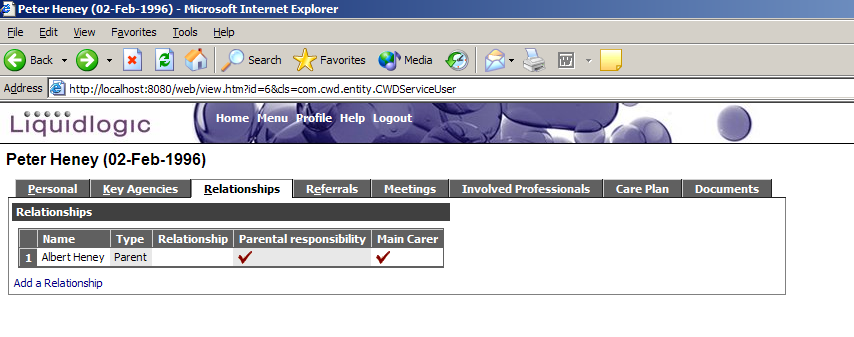 Peter Heney (02-Feb-1996) - Microsoft Internet Explorer
File Edit View Favorites Tools Help
Back Search Favorites Media
Address http://localhost:8080/web/view.htm?id=6&cls=com.cwd.entity.CWDServiceUser
Liquidlogic Home Menu Profile Help Logout
Peter Heney (02-Feb-1996)
Personal Key Agencies Relationships Referrals Meetings Involved Professionals Care Plan Documents
Relationships
Name Type Relationship Parental responsibility Main Carer
1 Albert Heney Parent
Add a Relationship